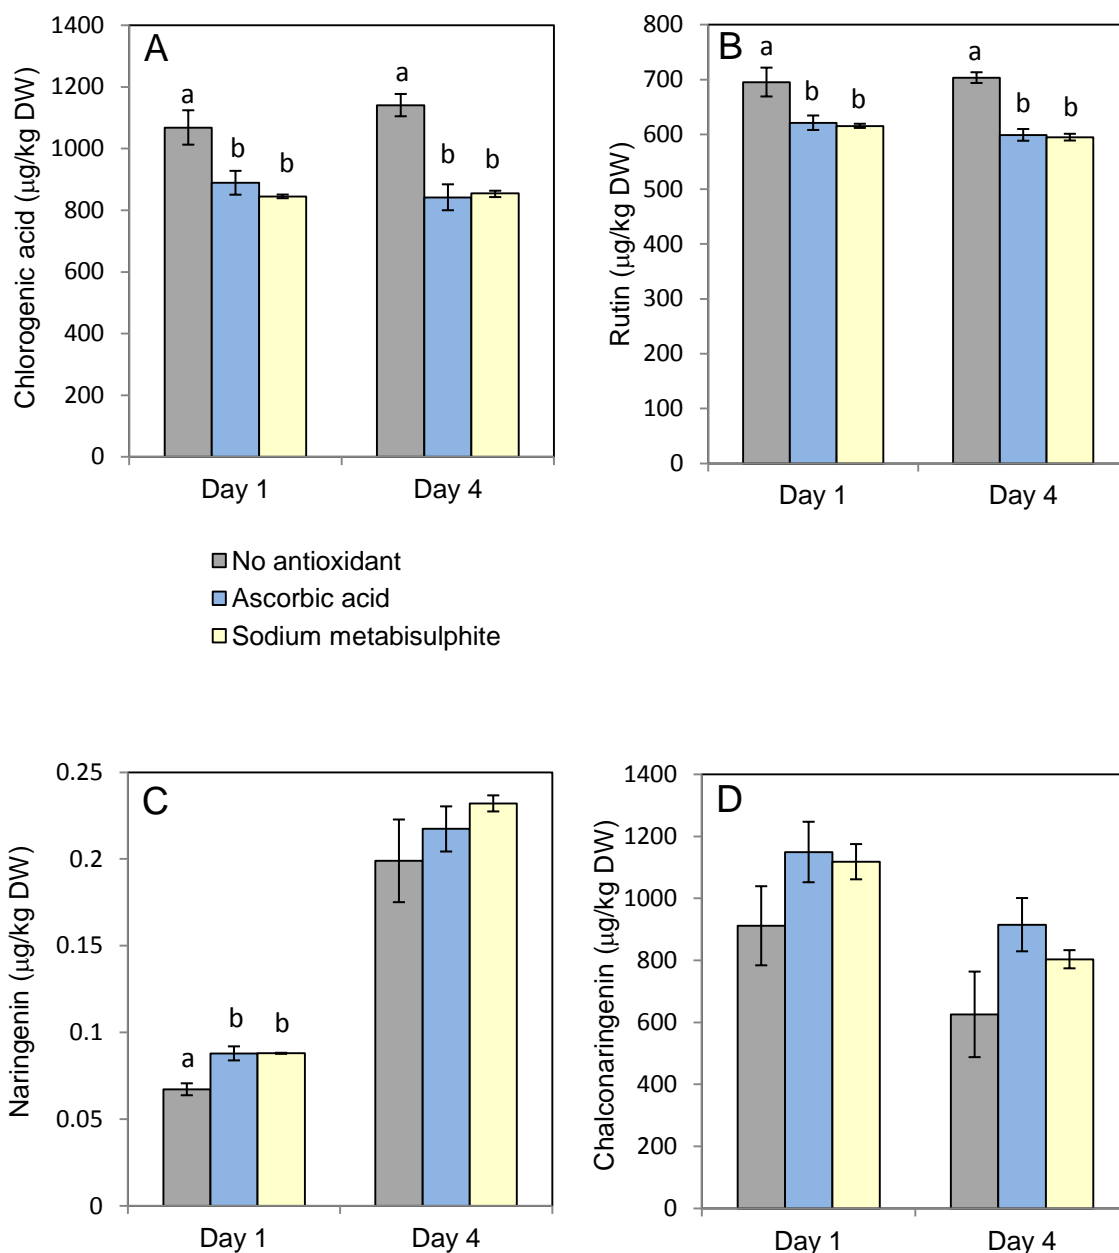 A
Chlorogenic acid (μg/kg DW)
1400
1200
1000
800
600
400
200
0
a
b
b
a
b
b
Day 1
Day 4
B
Rutin (μg/kg DW)
800
700
600
500
400
300
200
100
0
a
b
b
a
b
b
Day 1
Day 4
No antioxidant
Ascorbic acid
Sodium metabisulphite
C
Naringenin (μg/kg DW)
0.25
0.2
0.15
0.1
0.05
0
a
b
b
Day 1
Day 4
D
Chalconaringenin (μg/kg DW)
1400
1200
1000
800
600
400
200
0
Day 1
Day 4